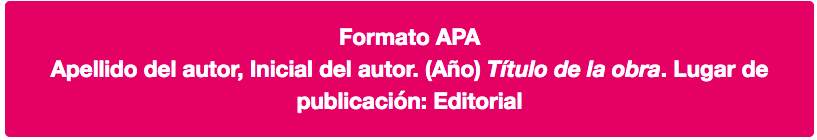 Formato APA
Apellido del autor, Inicial del autor. (Año) Título de la obra. Lugar de
publicación: Editorial